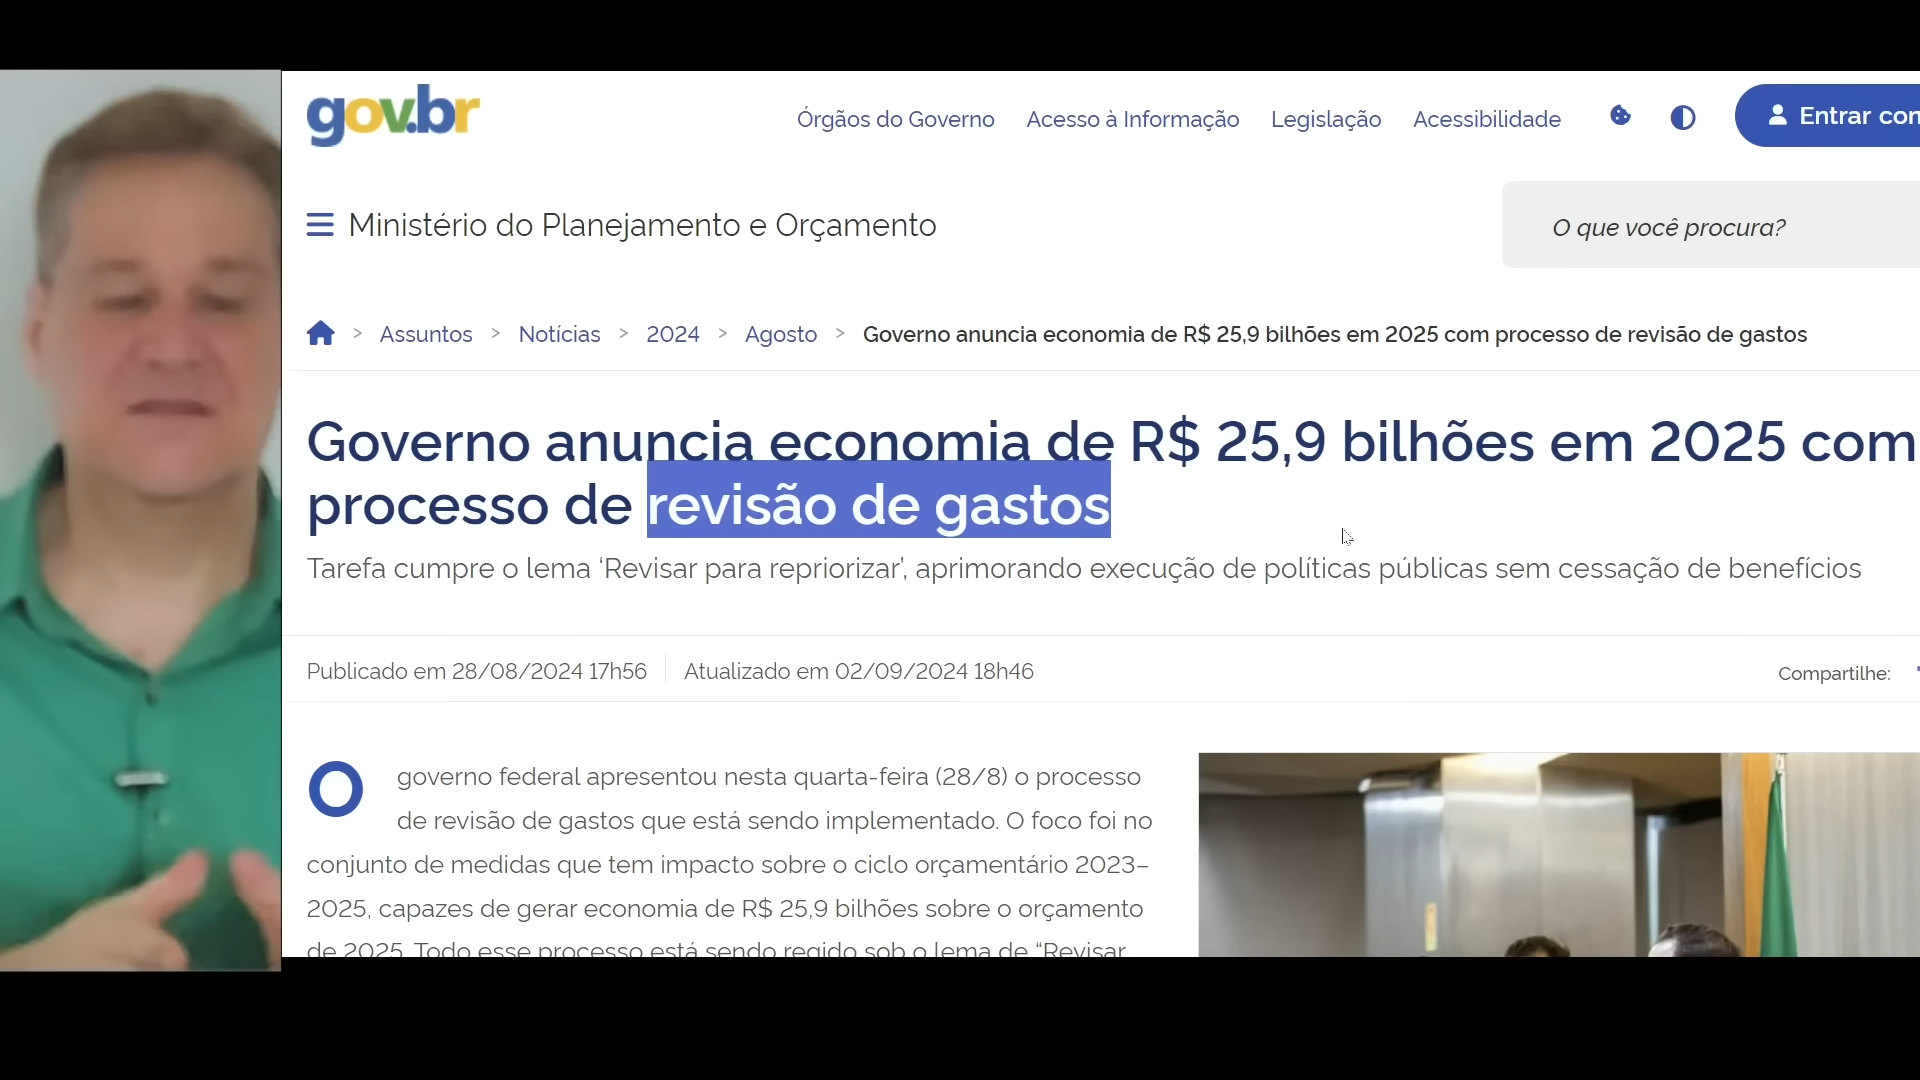 gov.br
Órgãos do Governo Acesso à Informação Legislação Acessibilidade Entrar
Ministério do Planejamento e Orçamento
O que você procura?
> Assuntos > Notícias > 2024 > Agosto > Governo anuncia economia de R$ 25,9 bilhões em 2025 com processo de revisão de gastos
Governo anuncia economia de R$ 25,9 bilhões em 2025 com
processo de revisão de gastos
Tarefa cumpre o lema ‘Revisar para repriorizar’, aprimorando execução de políticas públicas sem cessação de benefícios
Publicado em 28/08/2024 17h56 Atualizado em 02/09/2024 18h46
Compartilhe:
O governo federal apresentou nesta quarta-feira (28/8) o processo
de revisão de gastos que está sendo implementado. O foco foi no
conjunto de medidas que tem impacto sobre o ciclo orçamentário 2023–
2025, capazes de gerar economia de R$ 25,9 bilhões sobre o orçamento
de 2025. Todo esse processo está sendo regido sob o lema de “Revisar